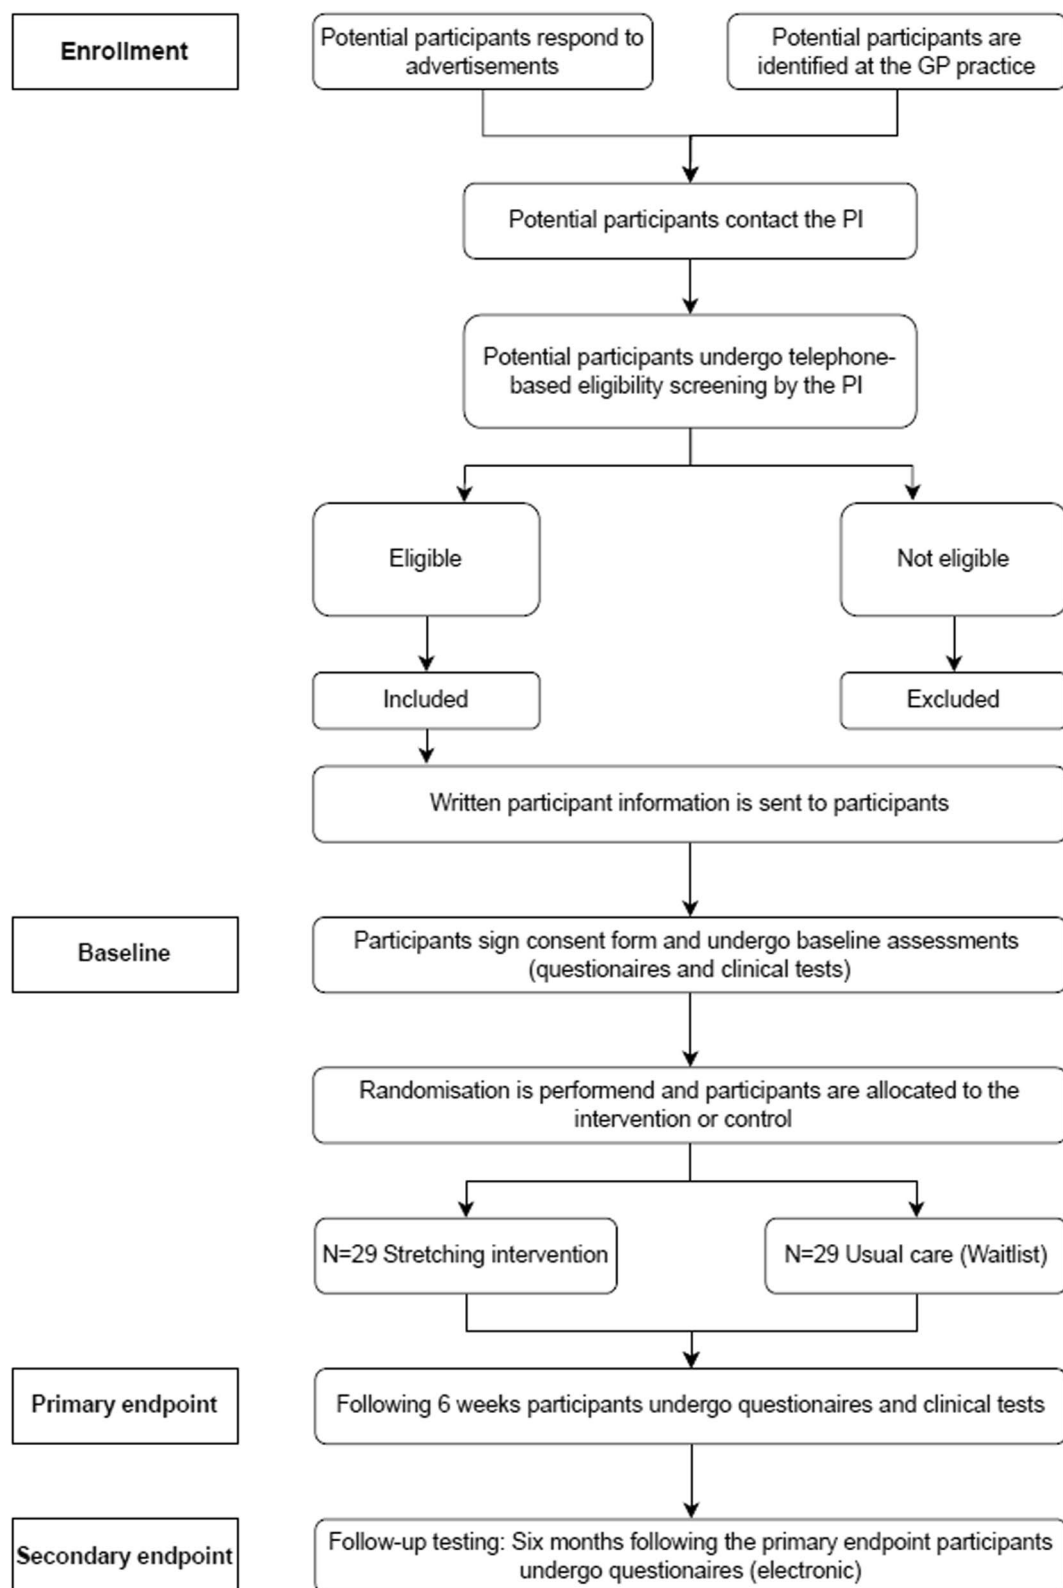 Enrollment
Potential participants respond to
advertisements
Potential participants are
identified at the GP practice
Potential participants contact the PI
Potential participants undergo telephone-
based eligibility screening by the PI
Eligible
Not eligible
Included
Excluded
Written participant information is sent to participants
Baseline
Participants sign consent form and undergo baseline assessments
(questionaires and clinical tests)
Randomisation is performend and participants are allocated to the
intervention or control
N=29 Stretching intervention
N=29 Usual care (Waitlist)
Primary endpoint
Following 6 weeks participants undergo questionaires and clinical tests
Secondary endpoint
Follow-up testing: Six months following the primary endpoint participants
undergo questionaires (electronic)